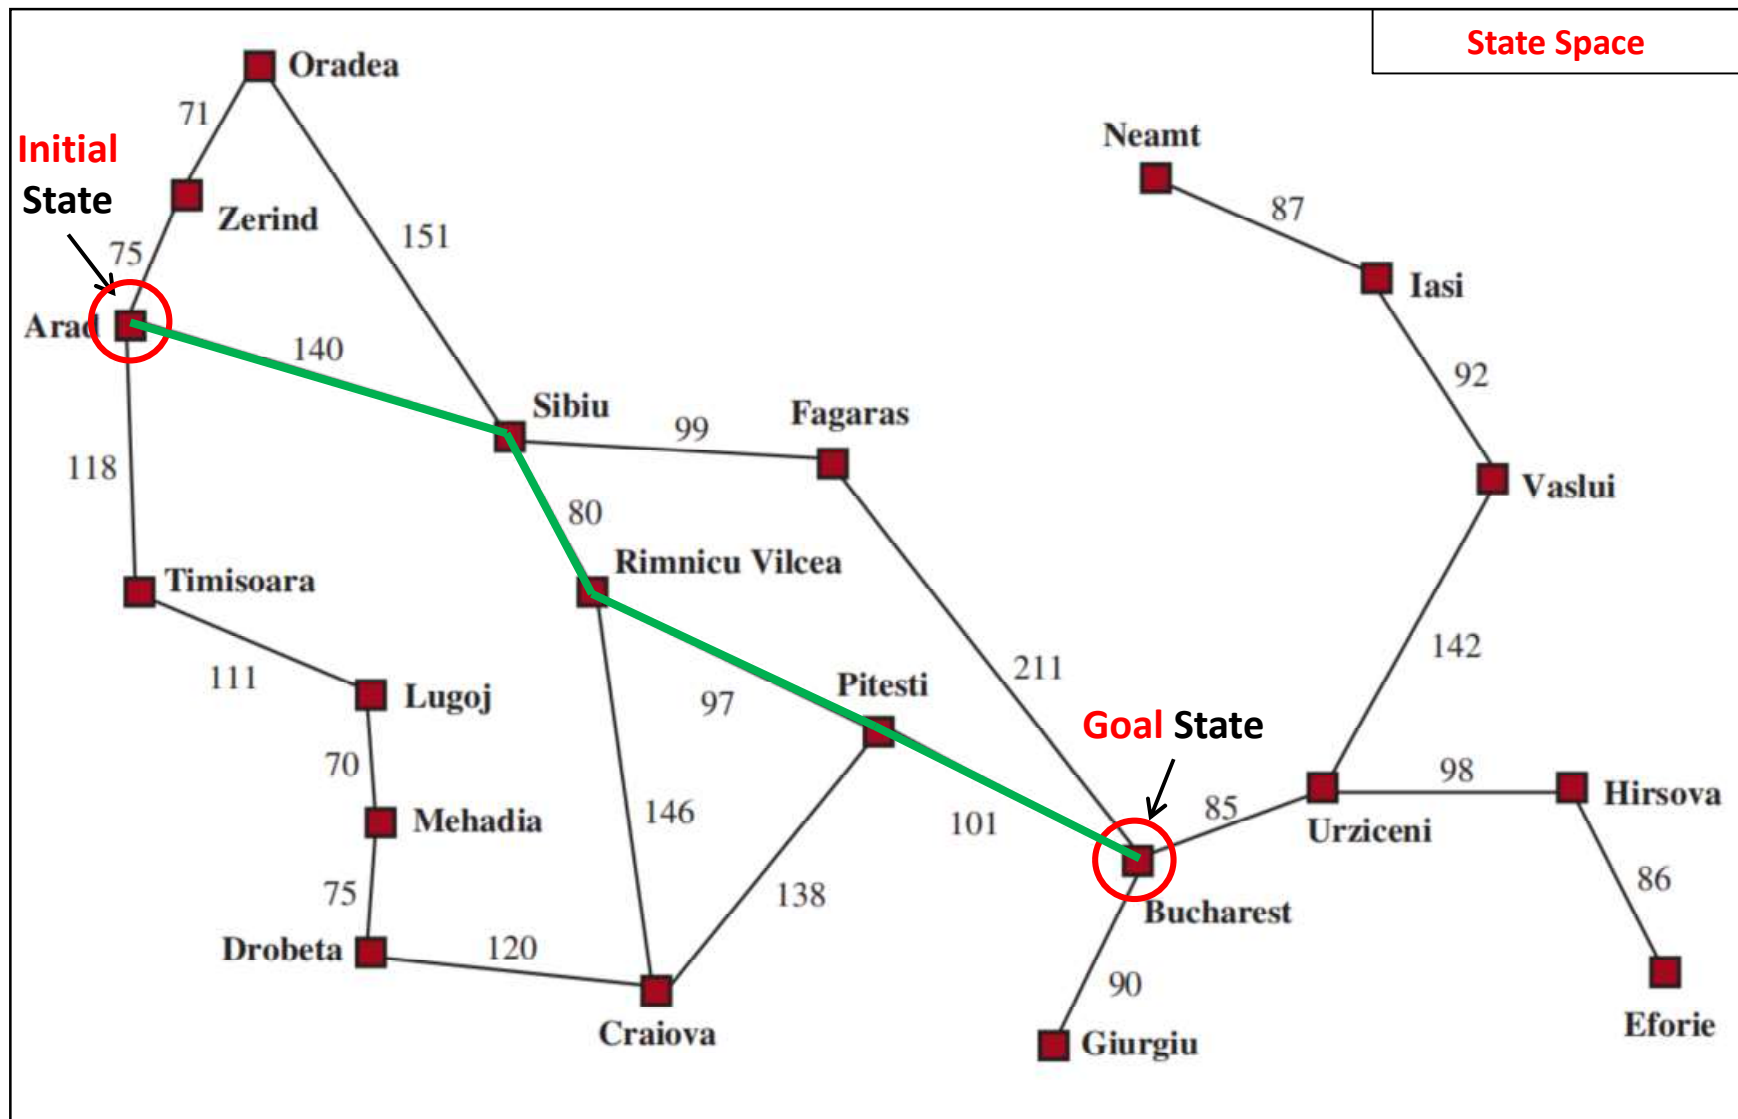 State Space
Oradea
71
Initial
State
Zerind
75
Arad
151
140
118
Sibiu
99
Fagaras
80
Rimnicu Vilcea
Timisoara
111
Lugoj
70
Mehadia
75
Drobeta
120
Craiova
146
97
Pitesti
138
101
211
Goal State
Bucharest
90
Giurgiu
85
Urziceni
98
Hirsova
86
Eforie
142
Vaslui
92
Iasi
87
Neamt